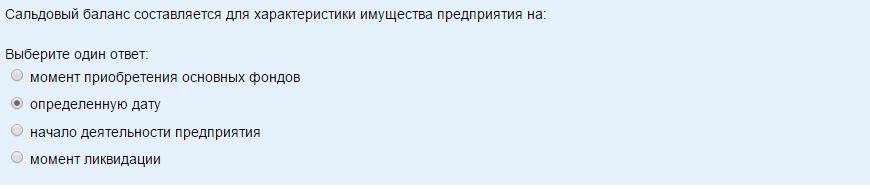 Сальдовый баланс составляется для характеристики имущества предприятия на:
Выберите один ответ:
момент приобретения основных фондов
определенную дату
начало деятельности предприятия
момент ликвидации